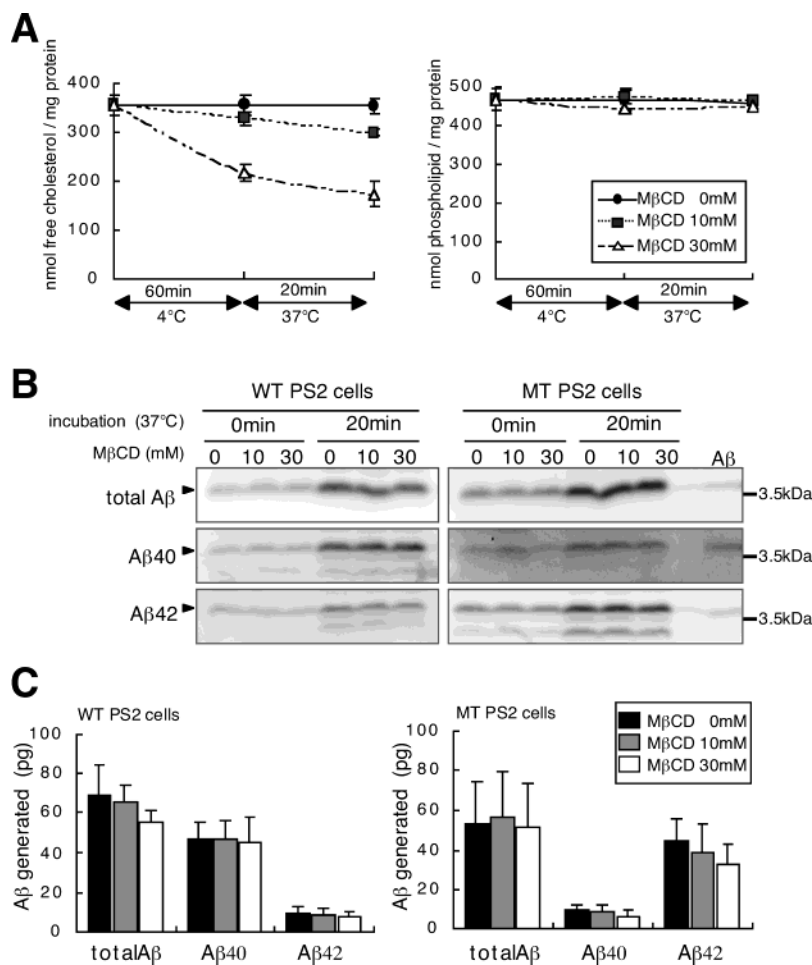 A
nmol free cholesterol / mg protein
400
300
200
100
0
60min
20min
4°C
37°C
nmol phospholipid / mg protein
500
400
300
200
100
0
MβCD 0mM
MβCD 10mM
MβCD 30mM
60min
20min
4°C
37°C
B
WT PS2 cells
MT PS2 cells
incubation (37°C)
0min
20min
0min
20min
MβCD (mM)
0 10 30 0 10 30
0 10 30 0 10 30
Aβ
total Aβ
3.5kDa
Aβ40
3.5kDa
Aβ42
3.5kDa
C
WT PS2 cells
Aβ generated (pg)
100
80
60
40
20
0
totalAβ Aβ40 Aβ42
MT PS2 cells
Aβ generated (pg)
100
80
60
40
20
0
totalAβ Aβ40 Aβ42
MβCD 0mM
MβCD 10mM
MβCD 30mM